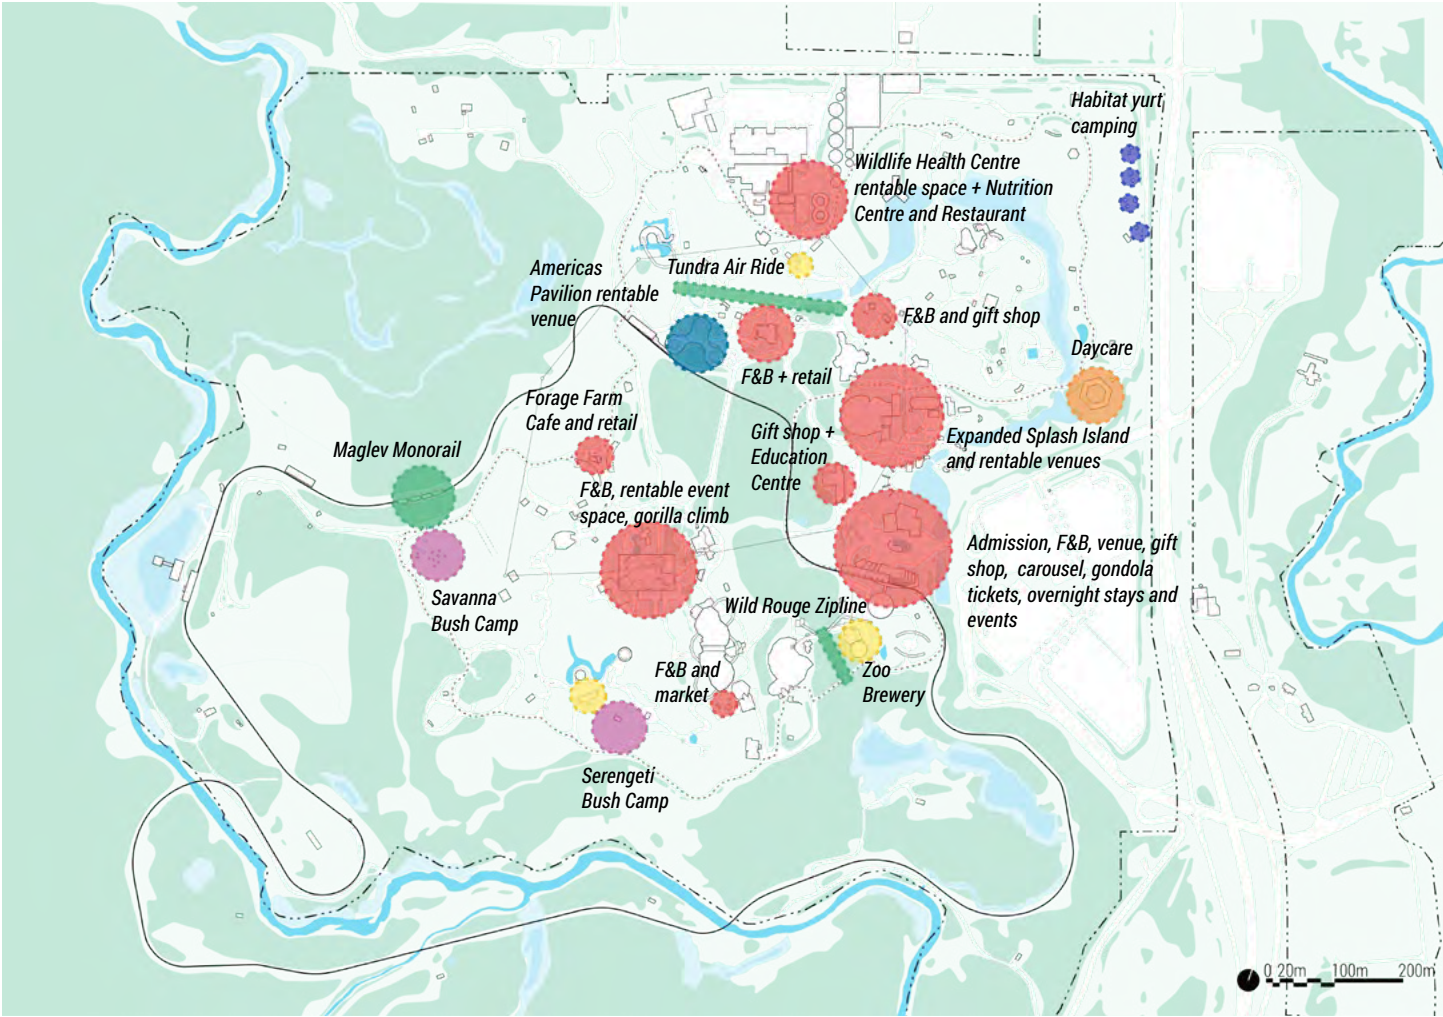 Habitat yurt
camping
Wildlife Health Centre
rentable space + Nutrition
Centre and Restaurant
Americas
Pavilion rentable
venue
Tundra Air Ride
F&B and gift shop
Daycare
F&B + retail
Forage Farm
Cafe and retail
Gift shop +
Education
Centre
Expanded Splash Island
and rentable venues
Maglev Monorail
F&B, rentable event
space, gorilla climb
Admission, F&B, venue, gift
shop, carousel, gondola
tickets, overnight stays and
events
Savanna
Bush Camp
Wild Rouge Zipline
F&B and
market
Zoo
Brewery
Serengeti
Bush Camp
0 20m 100m 200m